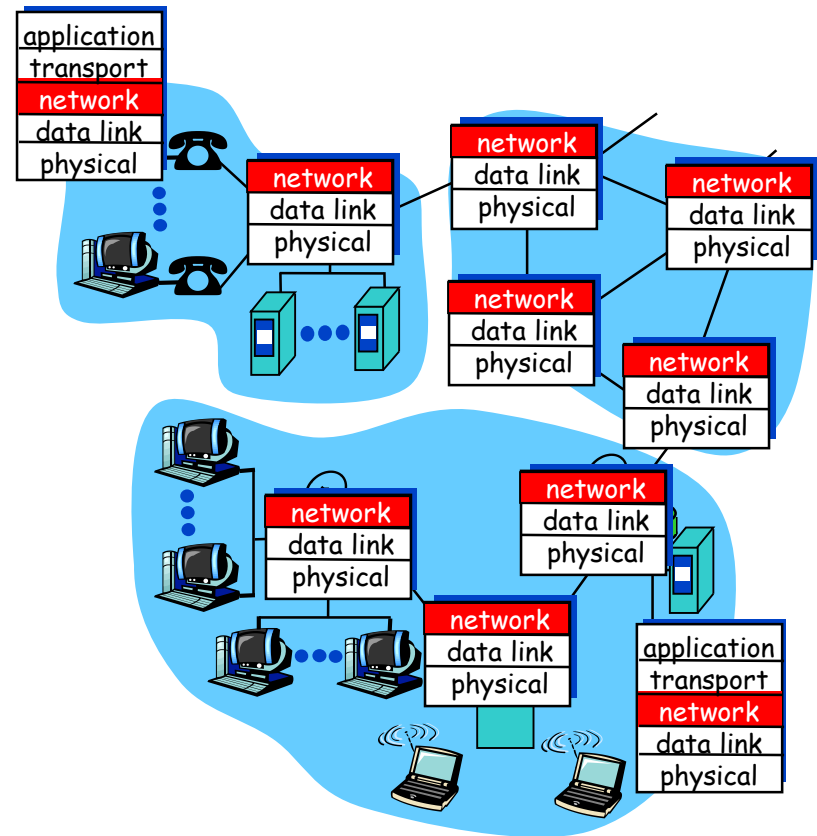 application
transport
network
data link
physical
network
data link
physical
network
data link
physical
network
data link
physical
network
data link
physical
network
data link
physical
network
data link
physical
network
data link
physical
network
data link
physical
application
transport
network
data link
physical